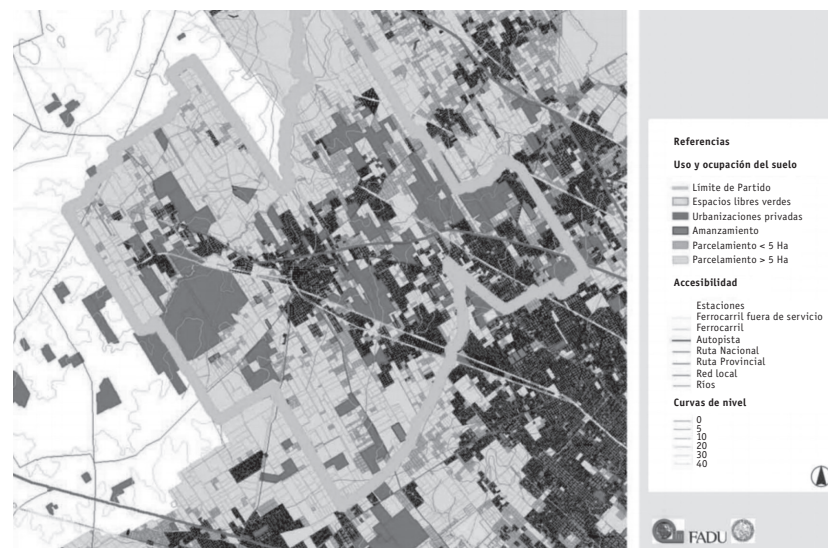 Referencias
Uso y ocupación del suelo
Límite de Partido
Espacios libres verdes
Urbanizaciones privadas
Amanzamiento
Parcelamiento < 5 Ha
Parcelamiento > 5 Ha
Accesibilidad
Estaciones
Ferrocarril fuera de servicio
Ferrocarril
Autopista
Ruta Nacional
Ruta Provincial
Red local
Ríos
Curvas de nivel
0
5
10
20
30
40
FADU